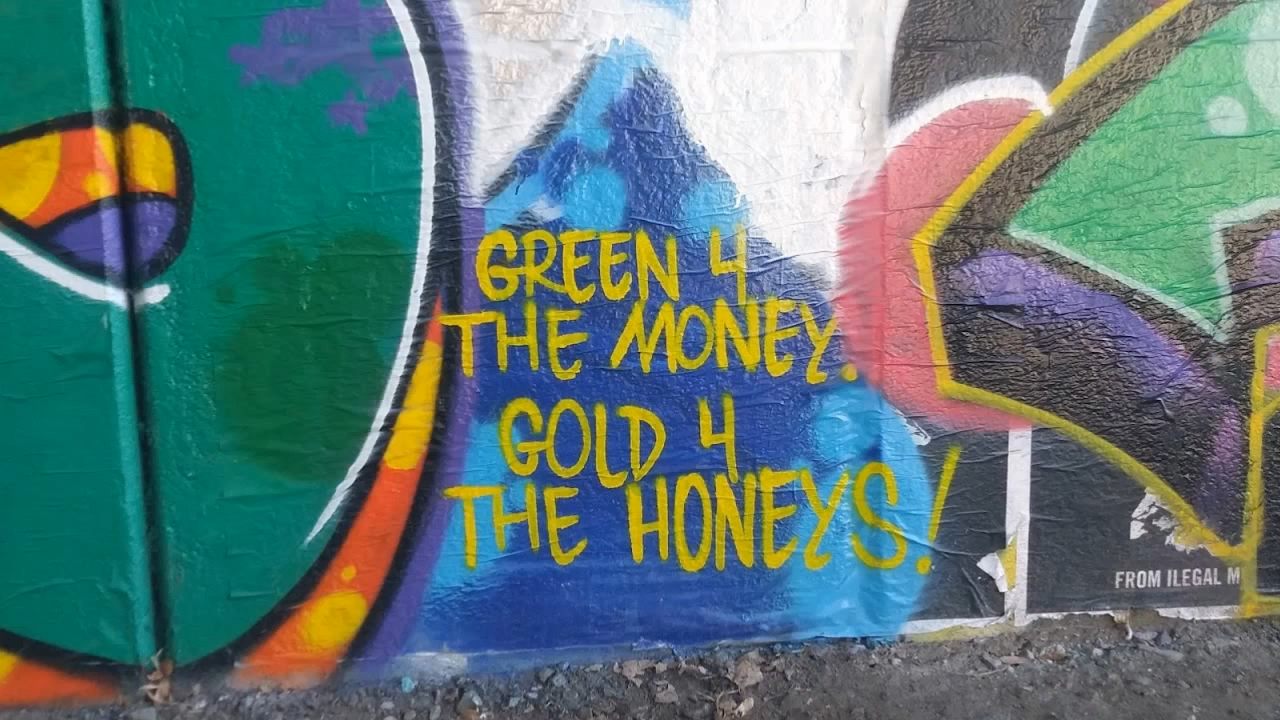 GREEN 4
THE MONEY.
GOLD 4
THE HONEYS!
FROM ILEGAL M